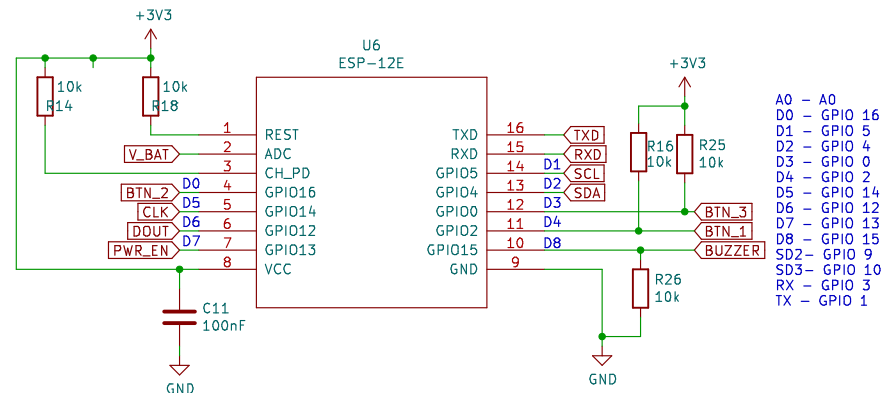 +3V3
U6
ESP-12E
10k
R14
10k
R18
1 REST
2 ADC
3 CH_PD
4 GPIO16
5 GPIO14
6 GPIO12
7 GPIO13
8 VCC
V_BAT
BTN_2 D0
CLK D5
DOUT D6
PWR_EN D7
C11
100nF
GND
TXD 16 TXD
RXD 15 RXD
GPIO5 14 D1 SCL
GPIO4 13 D2 SDA
GPIO0 12 D3 BTN_3
GPIO2 11 D4 BTN_1
GPIO15 10 D8 BUZZER
GND 9
+3V3
R16
10k
R25
10k
R26
10k
GND
A0 – A0
D0 – GPIO 16
D1 – GPIO 5
D2 – GPIO 4
D3 – GPIO 0
D4 – GPIO 2
D5 – GPIO 14
D6 – GPIO 12
D7 – GPIO 13
D8 – GPIO 15
SD2– GPIO 9
SD3– GPIO 10
RX – GPIO 3
TX – GPIO 1